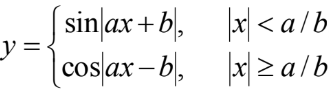 y = { sin|ax + b|, |x| < a / b
cos|ax − b|, |x| ≥ a / b